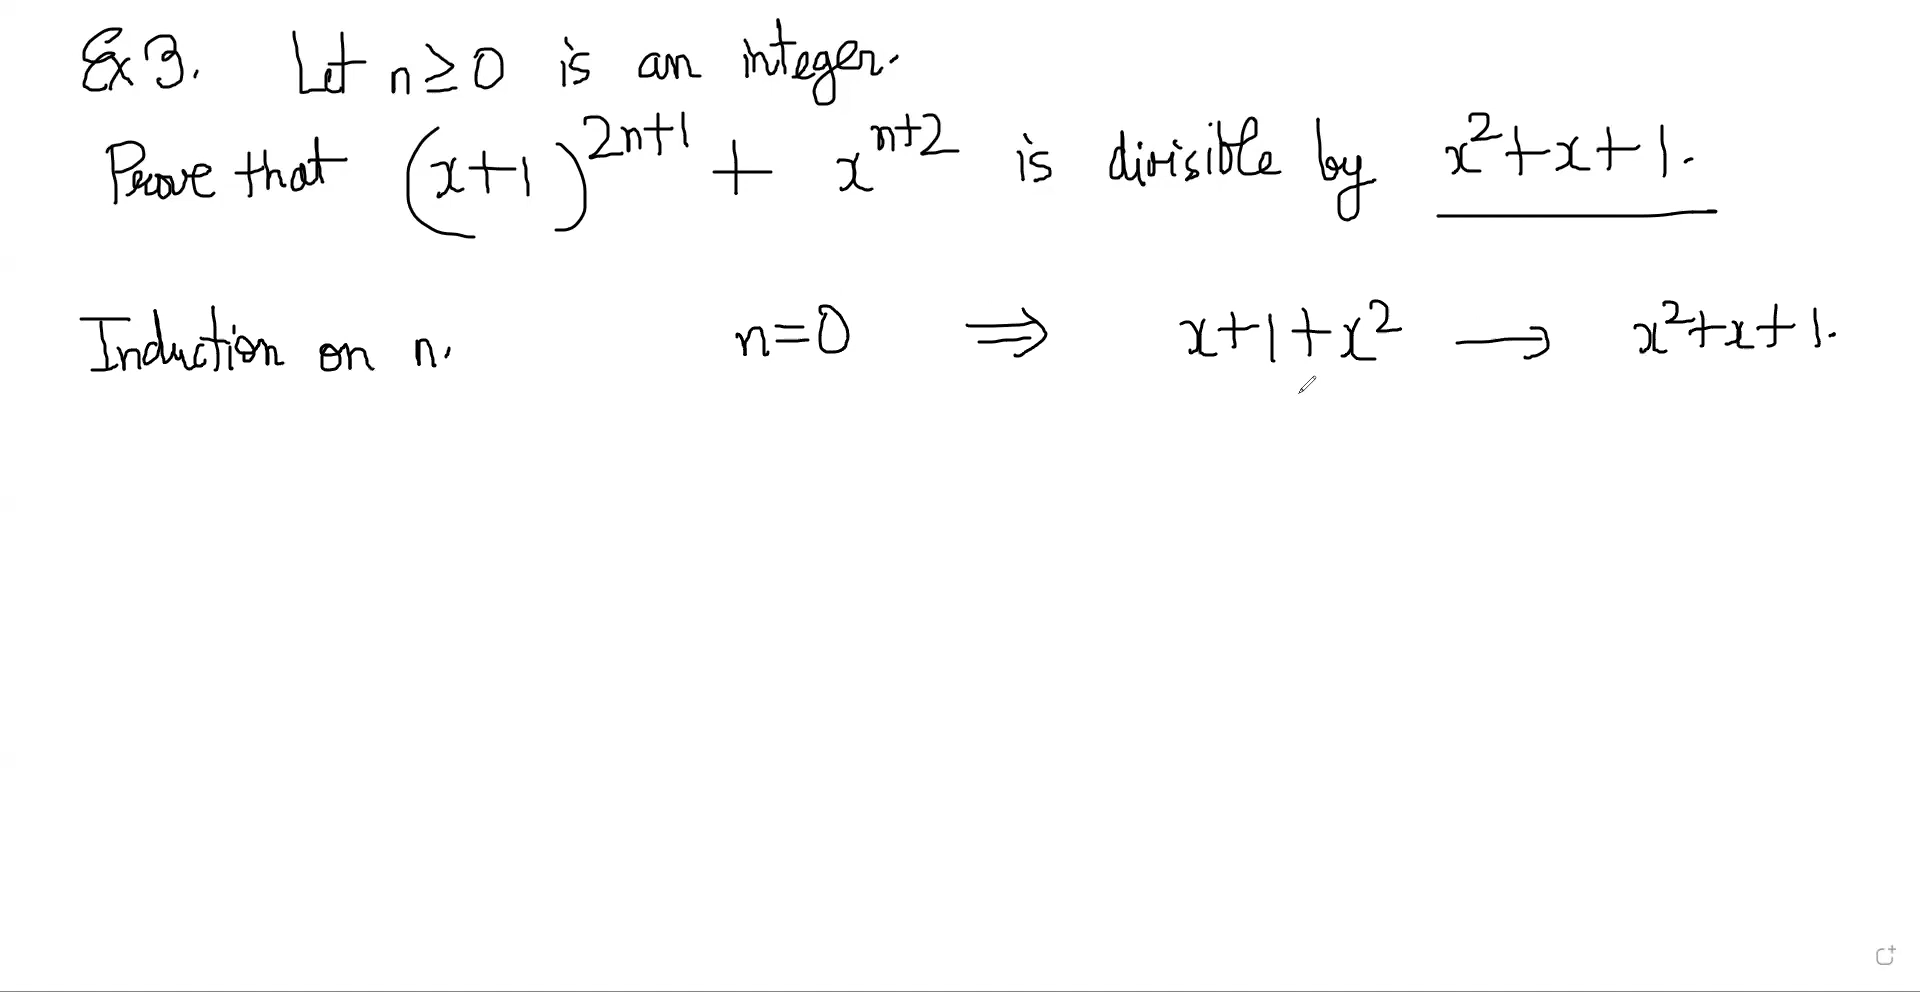 Ex 3. Let n ≥ 0 is an integer.
Prove that (x+1)^{2n+1} + x^{n+2} is divisible by x^2+x+1.
Induction on n. n=0 ⟹ x+1+x^2 ⟶ x^2+x+1.